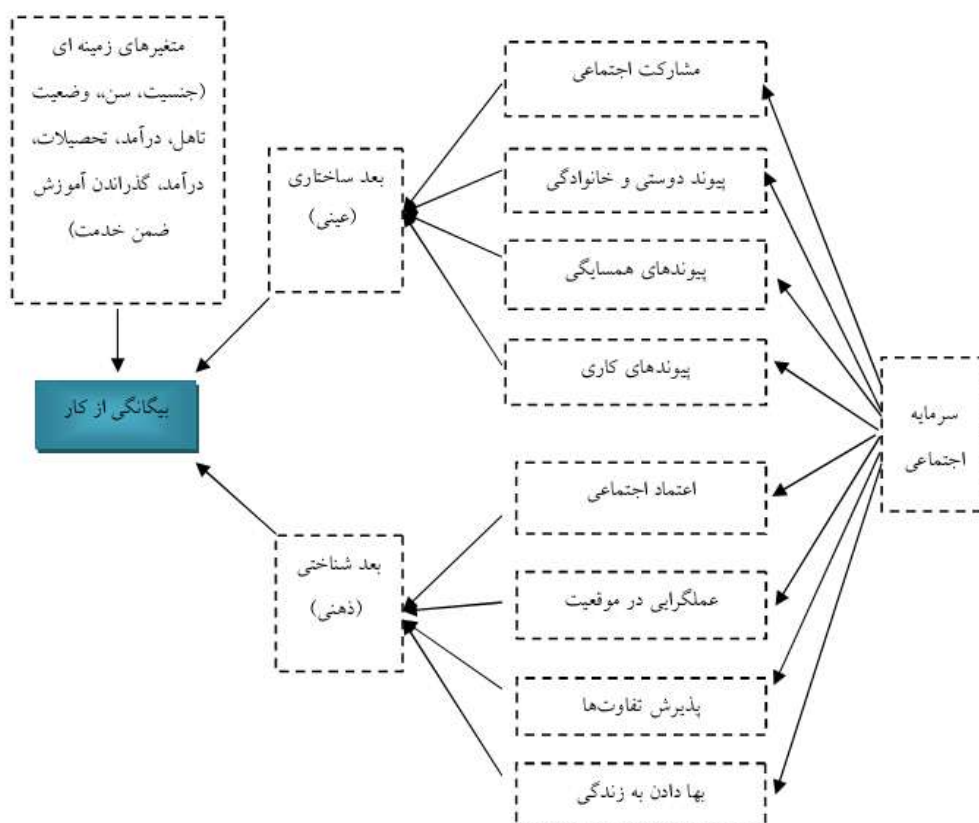 متغیرهای زمینه ای
(جنسیت، سن،، وضعیت
تاهل، درآمد، تحصیلات،
درآمد، گذراندن آموزش
ضمن خدمت)
مشارکت اجتماعی
پیوند دوستی و خانوادگی
پیوندهای همسایگی
پیوندهای کاری
بعد ساختاری
(عینی)
سرمایه
اجتماعی
بیگانگی از کار
اعتماد اجتماعی
عملگرایی در موقعیت
پذیرش تفاوت‌ها
بها دادن به زندگی
بعد شناختی
(ذهنی)